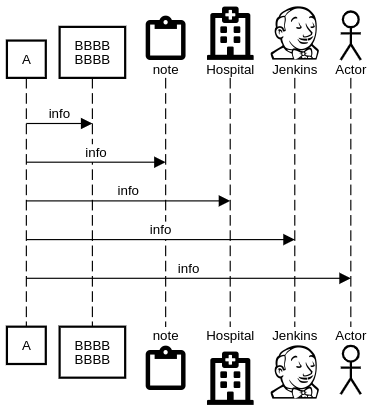 A
BBBB
BBBB
note
Hospital
Jenkins
Actor
info
info
info
info
info
A
BBBB
BBBB
note
Hospital
Jenkins
Actor